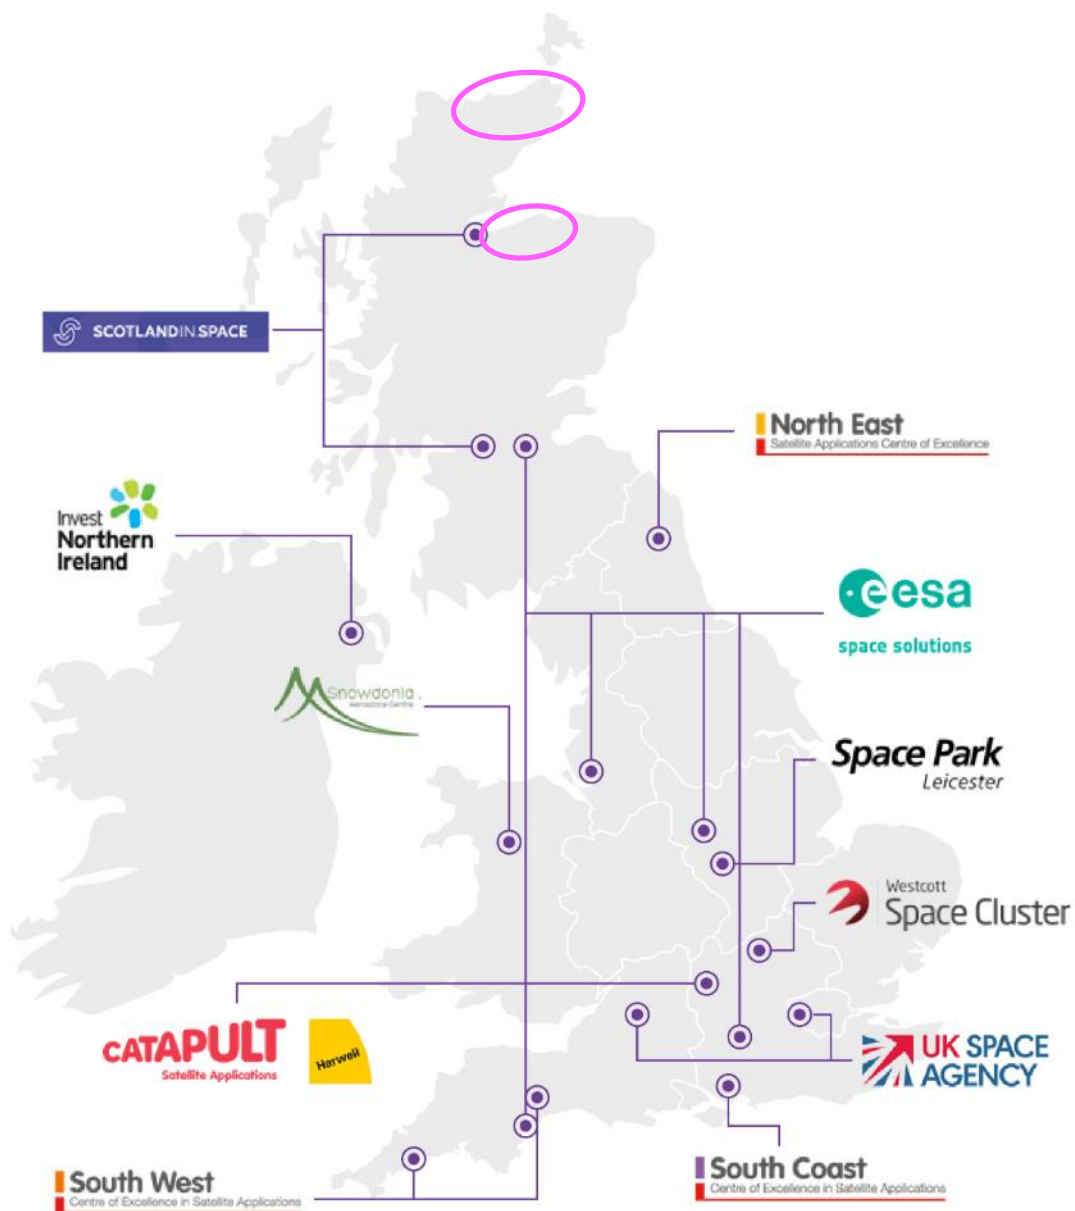 SCOTLANDINSPACE
North East
Satellite Applications Centre of Excellence
Invest
Northern
Ireland
esa
space solutions
Snowdonia
Aerospace Centre
Space Park
Leicester
Westcott
Space Cluster
CATAPULT
Satellite Applications
Harwell
UK SPACE
AGENCY
South West
Centre of Excellence in Satellite Applications
South Coast
Centre of Excellence in Satellite Applications